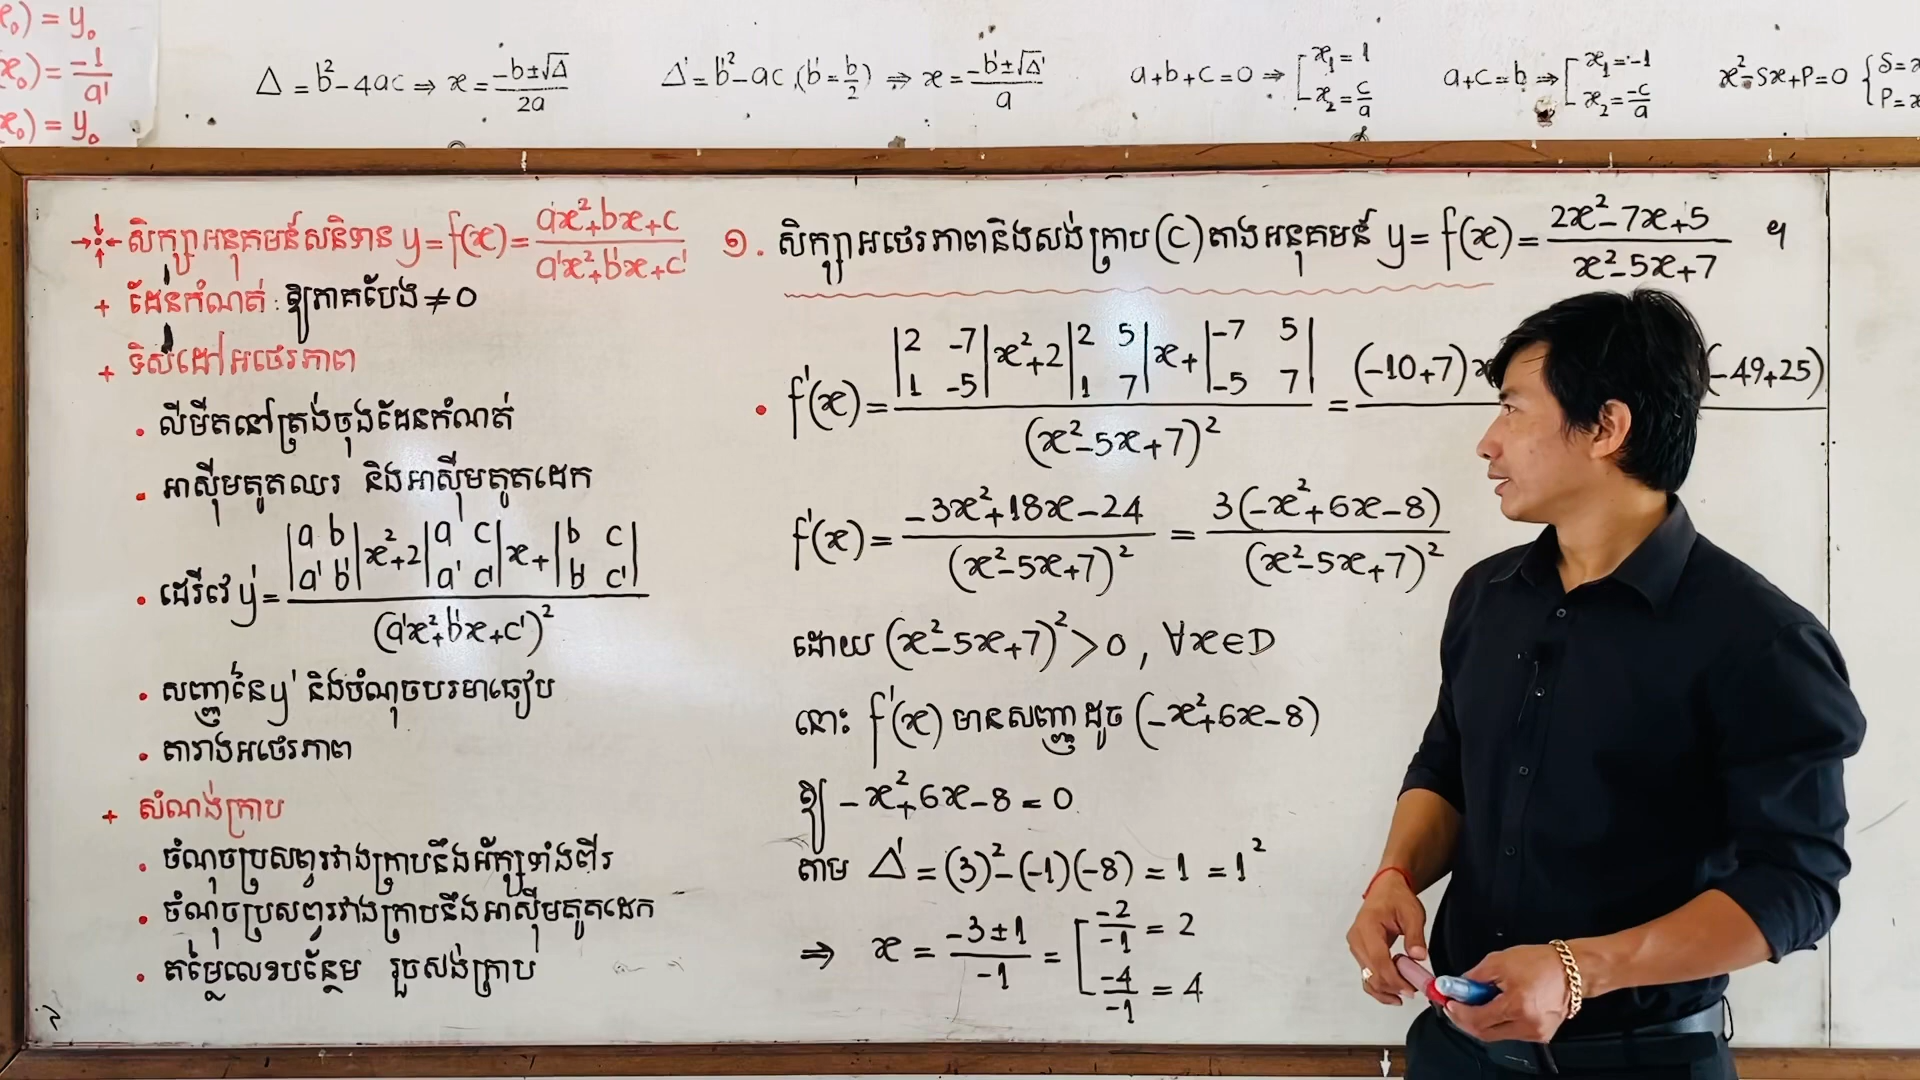 x₀) = y₀
x₀) = -1/a'
x₀) = y₀
Δ = b² - 4ac ⇒ x = (-b ± √Δ)/2a
Δ' = b'² - ac, (b' = b/2) ⇒ x = (-b' ± √Δ')/a
a + b + c = 0 ⇒ [ x₁ = 1
x₂ = c/a
a + c = b ⇒ [ x₁ = -1
x₂ = -c/a
x² - Sx + P = 0 { S =
P =
សិក្សាអនុគមន៍សនិទាន y = f(x) = (ax² + bx + c)/(a'x² + b'x + c')
+ ដែនកំណត់ : ឱ្យភាគបែង ≠ 0
+ ទិសដៅអថេរភាព
• លីមីតនៅត្រង់ចុងដែនកំណត់
• អាស៊ីមតូតឈរ និងអាស៊ីមតូតដេក
• ដេរីវេ y' = (|a b; a' b'| x² + 2|a c; a' c'| x + |b c; b' c'|)/(a'x² + b'x + c')²
• សញ្ញានៃ y' និងចំណុចបរមាធៀប
• តារាងអថេរភាព
+ សំណង់ក្រាប
• ចំណុចប្រសព្វរវាងក្រាបនឹងអ័ក្សទាំងពីរ
• ចំណុចប្រសព្វរវាងក្រាបនឹងអាស៊ីមតូតដេក
• តម្លៃលេខបន្ថែម រួចសង់ក្រាប
១. សិក្សាអថេរភាពនិងសង់ក្រាប (C) តាងអនុគមន៍ y = f(x) = (2x² - 7x + 5)/(x² - 5x + 7) ។
• f'(x) = (|2 -7; 1 -5| x² + 2|2 5; 1 7| x + |-7 5; -5 7|)/(x² - 5x + 7)² = (-10+7)x (-49+25)
f'(x) = (-3x² + 18x - 24)/(x² - 5x + 7)² = 3(-x² + 6x - 8)/(x² - 5x + 7)²
ដោយ (x² - 5x + 7)² > 0 , ∀x ∈ D
នោះ f'(x) មានសញ្ញាដូច (-x² + 6x - 8)
ឱ្យ -x² + 6x - 8 = 0
តាម Δ' = (3)² - (-1)(-8) = 1 = 1²
⇒ x = (-3 ± 1)/-1 = [ -2/-1 = 2
-4/-1 = 4